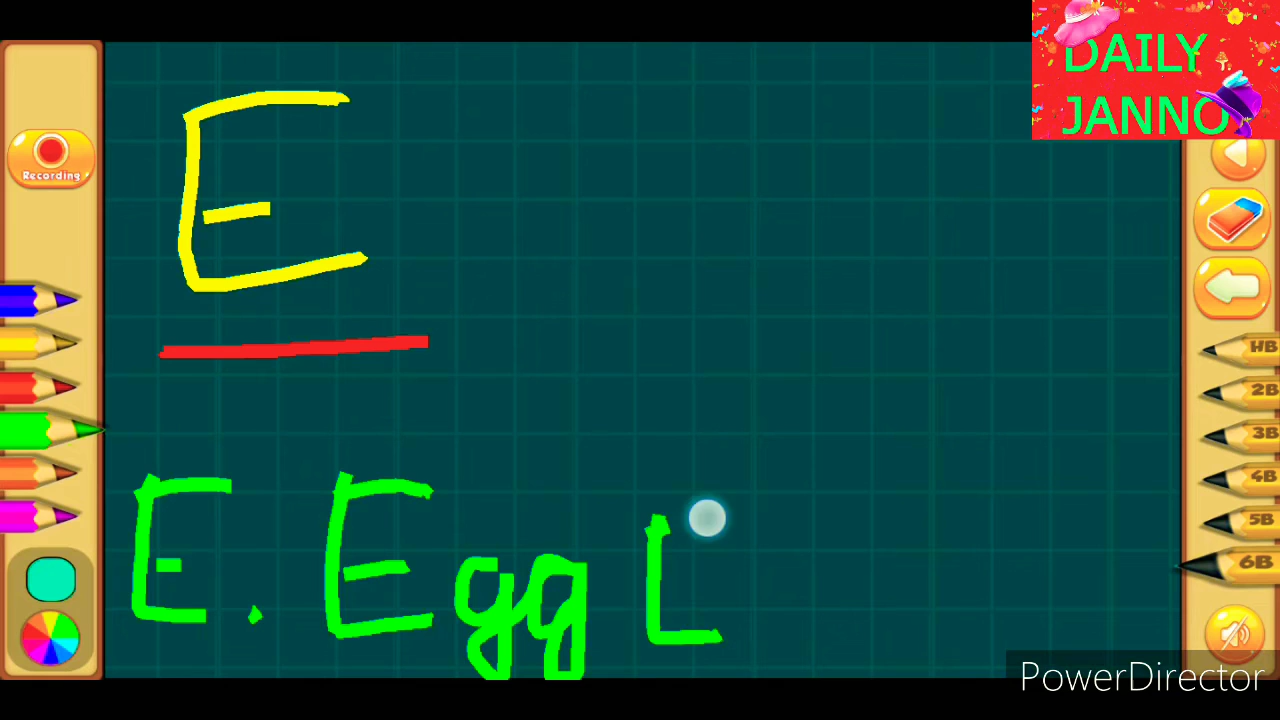 DAILY
JANNO
Recording
E
HB
2B
3B
4B
5B
6B
E. Egg L
PowerDirector